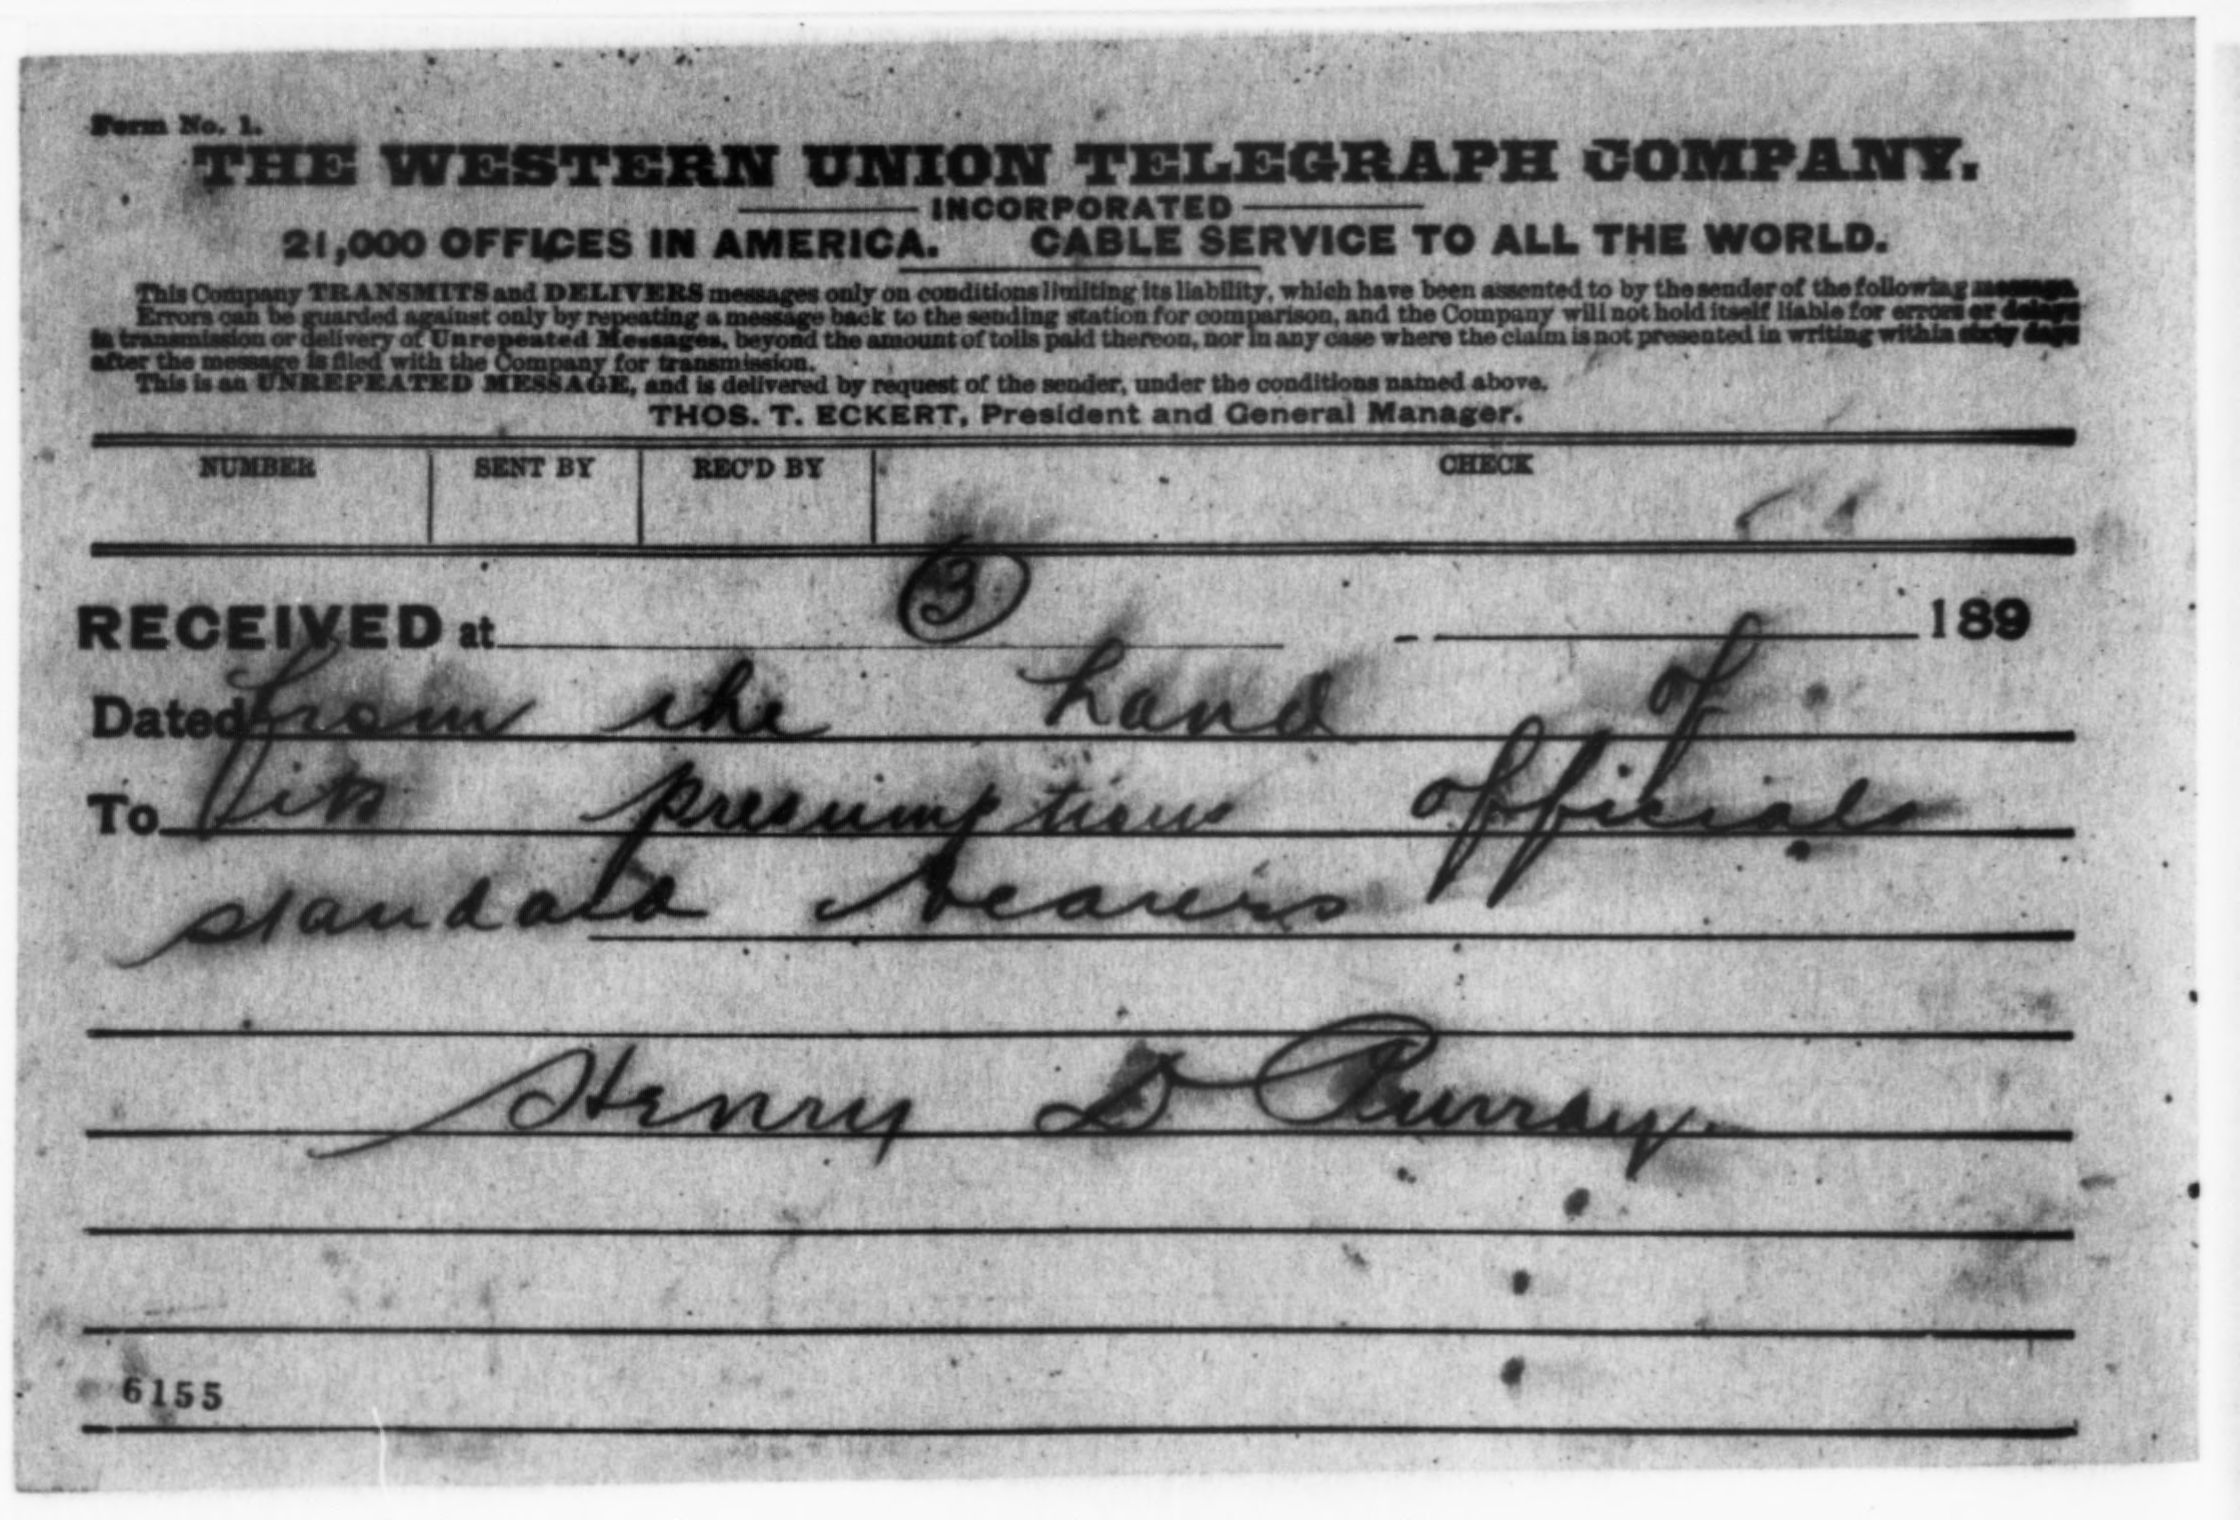 Form No. 1.
THE WESTERN UNION TELEGRAPH COMPANY.
INCORPORATED
21,000 OFFICES IN AMERICA. CABLE SERVICE TO ALL THE WORLD.
This Company TRANSMITS and DELIVERS messages only on conditions limiting its liability, which have been assented to by the sender of the following message.
Errors can be guarded against only by repeating a message back to the sending station for comparison, and the Company will not hold itself liable for errors or delays
in transmission or delivery of Unrepeated Messages, beyond the amount of tolls paid thereon, nor in any case where the claim is not presented in writing within sixty days
after the message is filed with the Company for transmission.
This is an UNREPEATED MESSAGE, and is delivered by request of the sender, under the conditions named above.
THOS. T. ECKERT, President and General Manager.
NUMBER SENT BY REC'D BY CHECK
RECEIVED at 3 189
Dated from the hand of
To its presumptious officials
standard bearers
Henry D Purray
6155